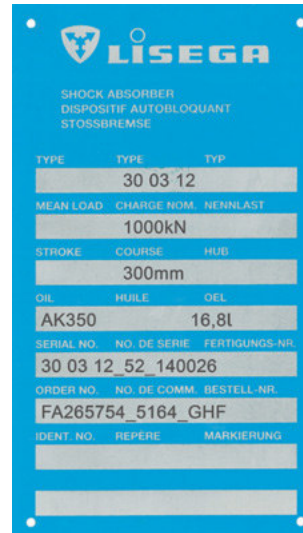 LISEGA
SHOCK ABSORBER
DISPOSITIF AUTOBLOQUANT
STOSSBREMSE
TYPE TYPE TYP
30 03 12
MEAN LOAD CHARGE NOM. NENNLAST
1000kN
STROKE COURSE HUB
300mm
OIL HUILE OEL
AK350 16,8l
SERIAL NO. NO. DE SERIE FERTIGUNGS-NR.
30 03 12_52_140026
ORDER NO. NO. DE COMM. BESTELL-NR.
FA265754_5164_GHF
IDENT. NO. REPÈRE MARKIERUNG